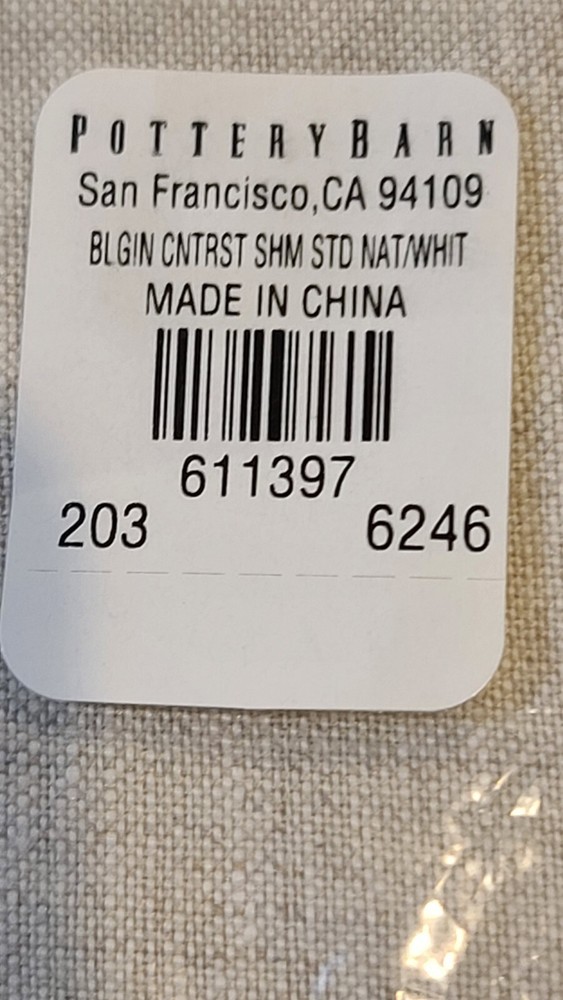 POTTERYBARN
San Francisco,CA 94109
BLGIN CNTRST SHM STD NAT/WHIT
MADE IN CHINA
611397
203 6246